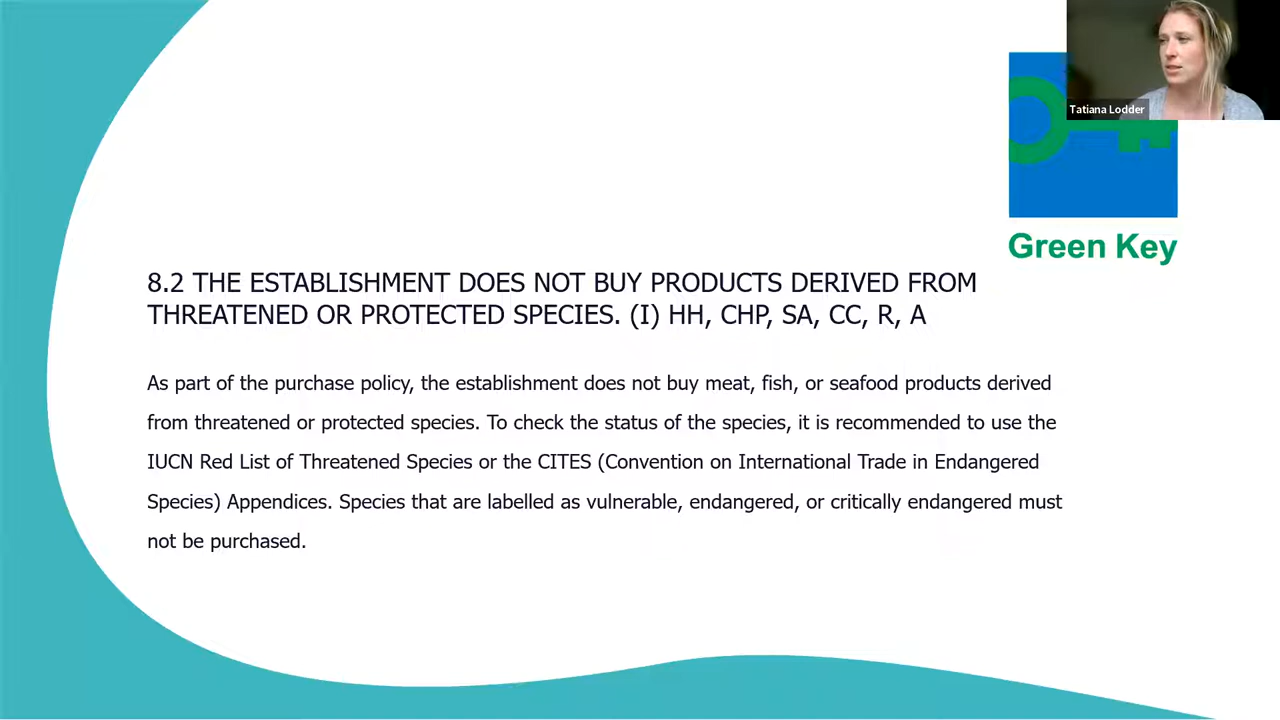 Tatiana Lodder
Green Key
8.2 THE ESTABLISHMENT DOES NOT BUY PRODUCTS DERIVED FROM
THREATENED OR PROTECTED SPECIES. (I) HH, CHP, SA, CC, R, A
As part of the purchase policy, the establishment does not buy meat, fish, or seafood products derived
from threatened or protected species. To check the status of the species, it is recommended to use the
IUCN Red List of Threatened Species or the CITES (Convention on International Trade in Endangered
Species) Appendices. Species that are labelled as vulnerable, endangered, or critically endangered must
not be purchased.